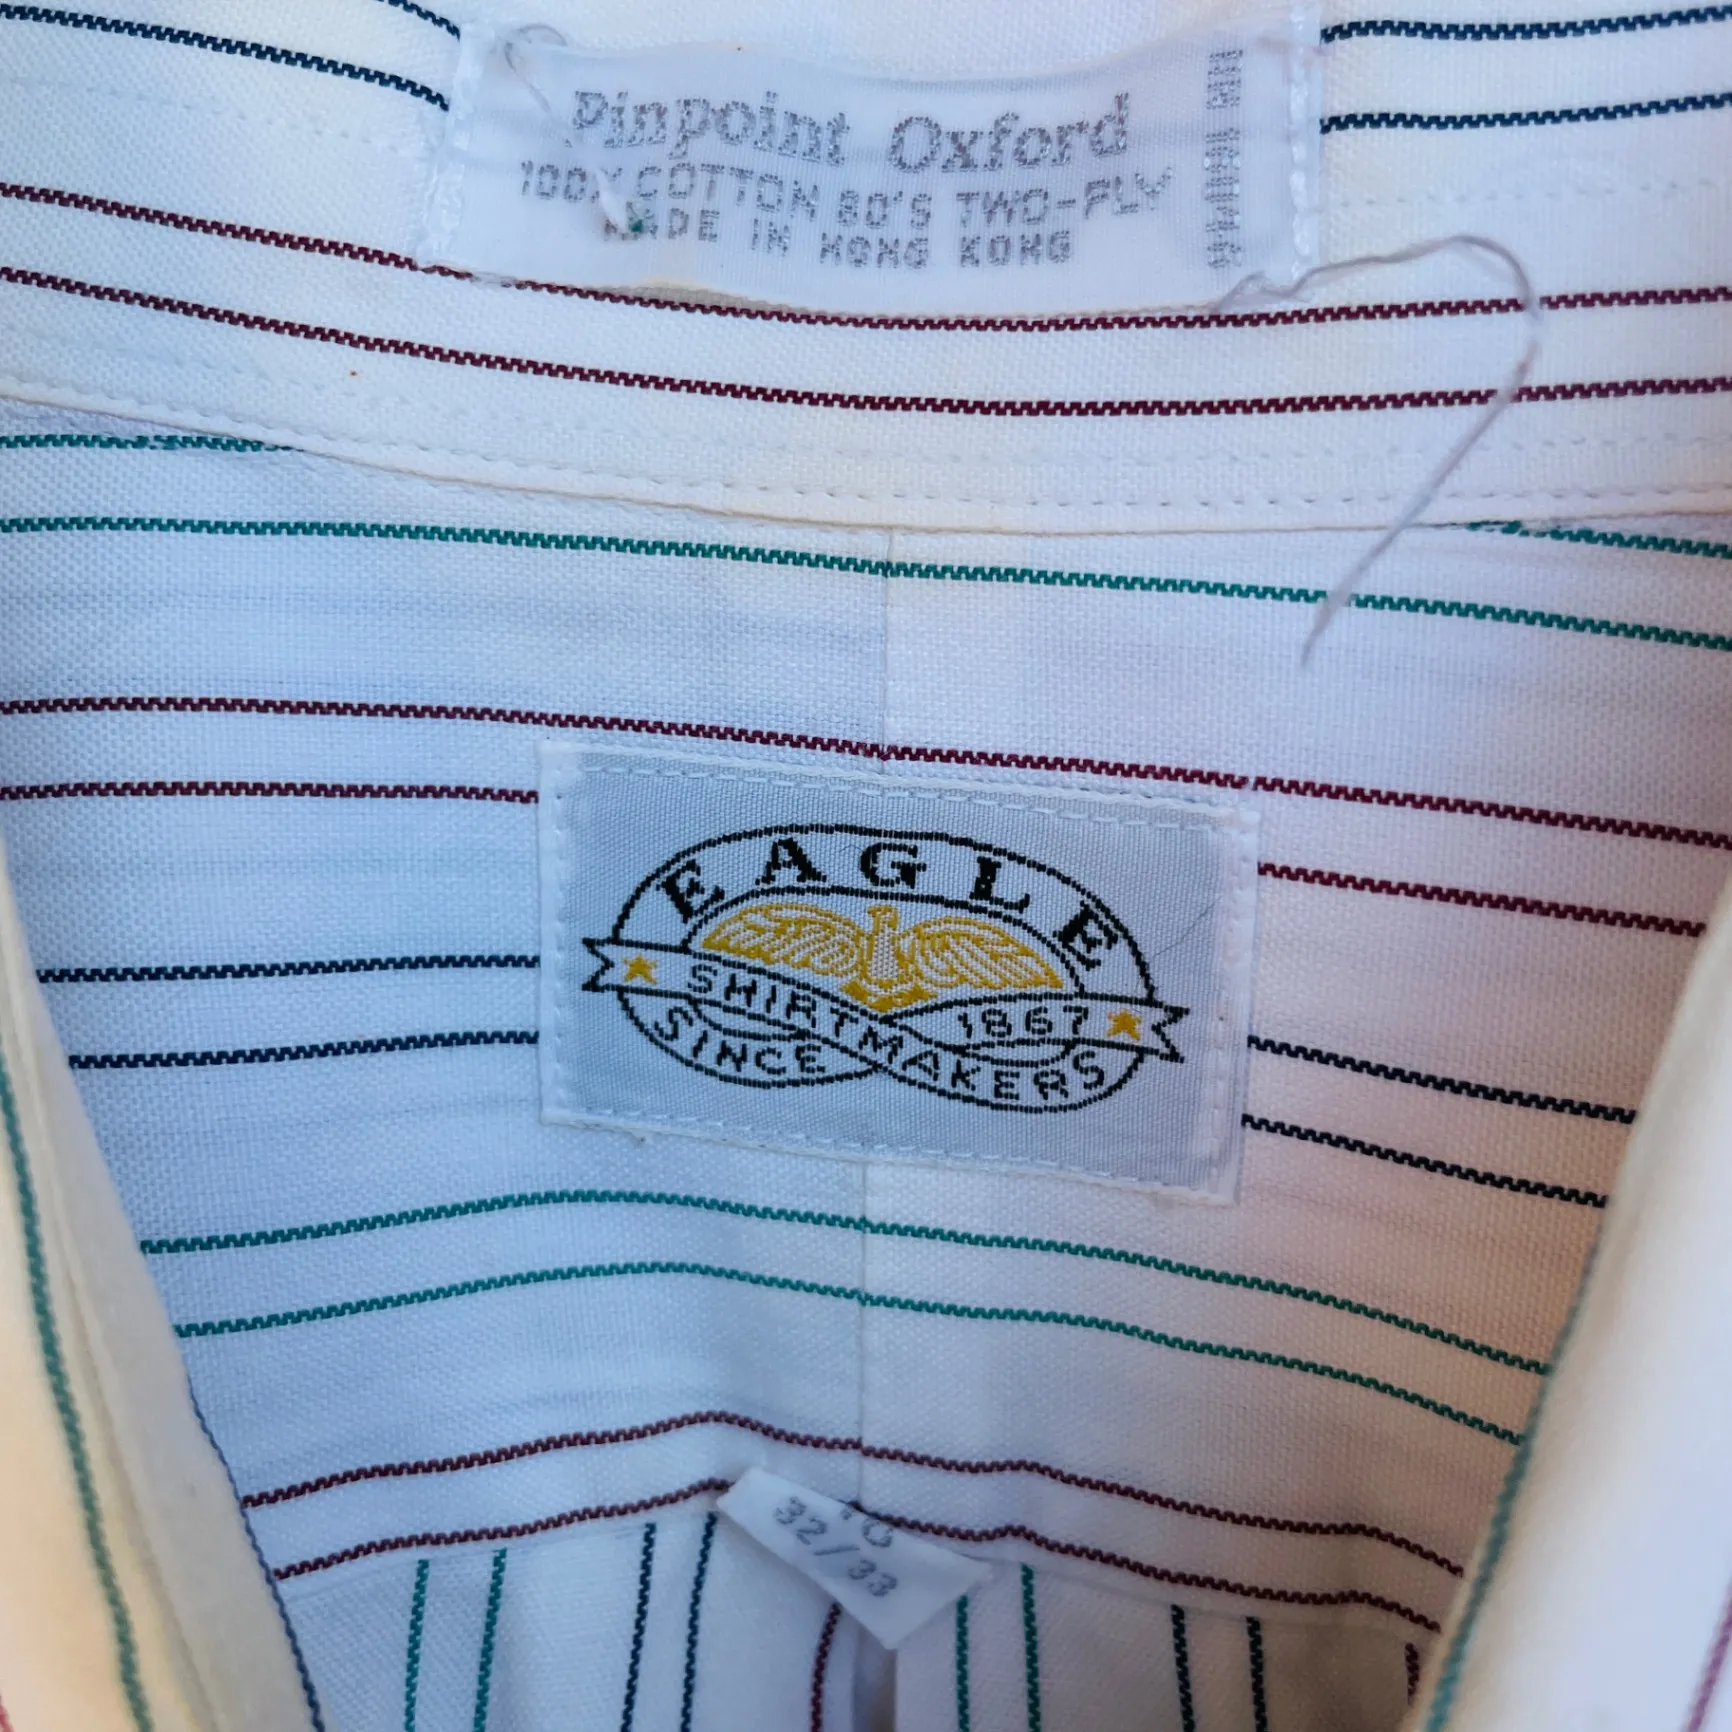 Pinpoint Oxford
100% COTTON 80'S TWO-PLY
MADE IN HONG KONG
EAGLE
SHIRTMAKERS
SINCE 1867
32/33